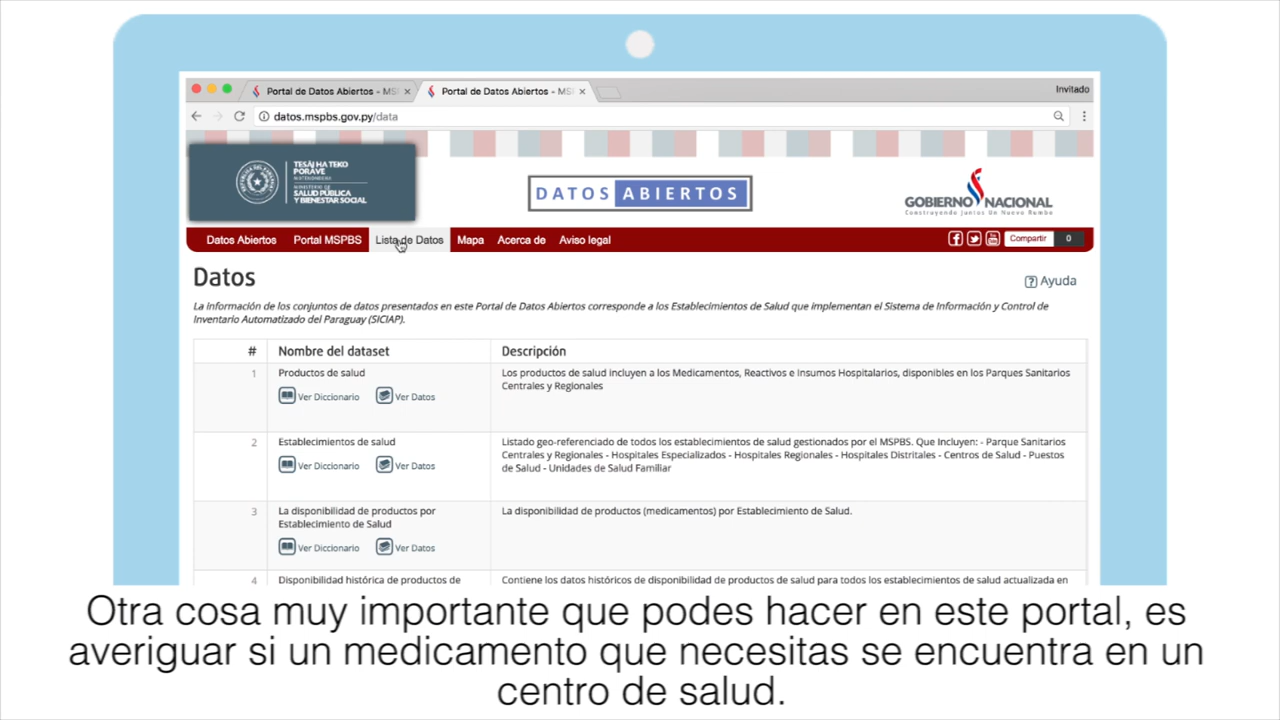 Portal de Datos Abiertos - MS
Portal de Datos Abiertos - MS
Invitado
datos.mspbs.gov.py/data
TESÃI HA TEKO
PORÃVE
MINISTERIO DE
SALUD PÚBLICA
Y BIENESTAR SOCIAL
DATOS ABIERTOS
GOBIERNO NACIONAL
Construyendo Juntos Un Nuevo Rumbo
Datos Abiertos Portal MSPBS Lista de Datos Mapa Acerca de Aviso legal Compartir 0
Datos
Ayuda
La información de los conjuntos de datos presentados en este Portal de Datos Abiertos corresponde a los Establecimientos de Salud que implementan el Sistema de Información y Control de
Inventario Automatizado del Paraguay (SICIAP).
# Nombre del dataset Descripción
1 Productos de salud Los productos de salud incluyen a los Medicamentos, Reactivos e Insumos Hospitalarios, disponibles en los Parques Sanitarios
Centrales y Regionales
Ver Diccionario Ver Datos
2 Establecimientos de salud Listado geo-referenciado de todos los establecimientos de salud gestionados por el MSPBS. Que Incluyen: - Parque Sanitarios
Centrales y Regionales - Hospitales Especializados - Hospitales Regionales - Hospitales Distritales - Centros de Salud - Puestos
Ver Diccionario Ver Datos de Salud - Unidades de Salud Familiar
3 La disponibilidad de productos por La disponibilidad de productos (medicamentos) por Establecimiento de Salud.
Establecimiento de Salud
Ver Diccionario Ver Datos
4 Disponibilidad histórica de productos de Contiene los datos históricos de disponibilidad de productos de salud para todos los establecimientos de salud actualizada en
Otra cosa muy importante que podes hacer en este portal, es
averiguar si un medicamento que necesitas se encuentra en un
centro de salud.